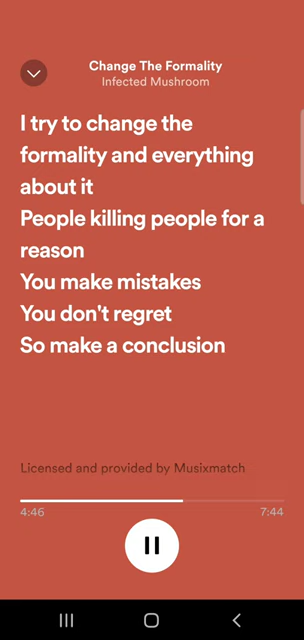 Change The Formality
Infected Mushroom
I try to change the
formality and everything
about it
People killing people for a
reason
You make mistakes
You don't regret
So make a conclusion
Licensed and provided by Musixmatch
4:46
7:44